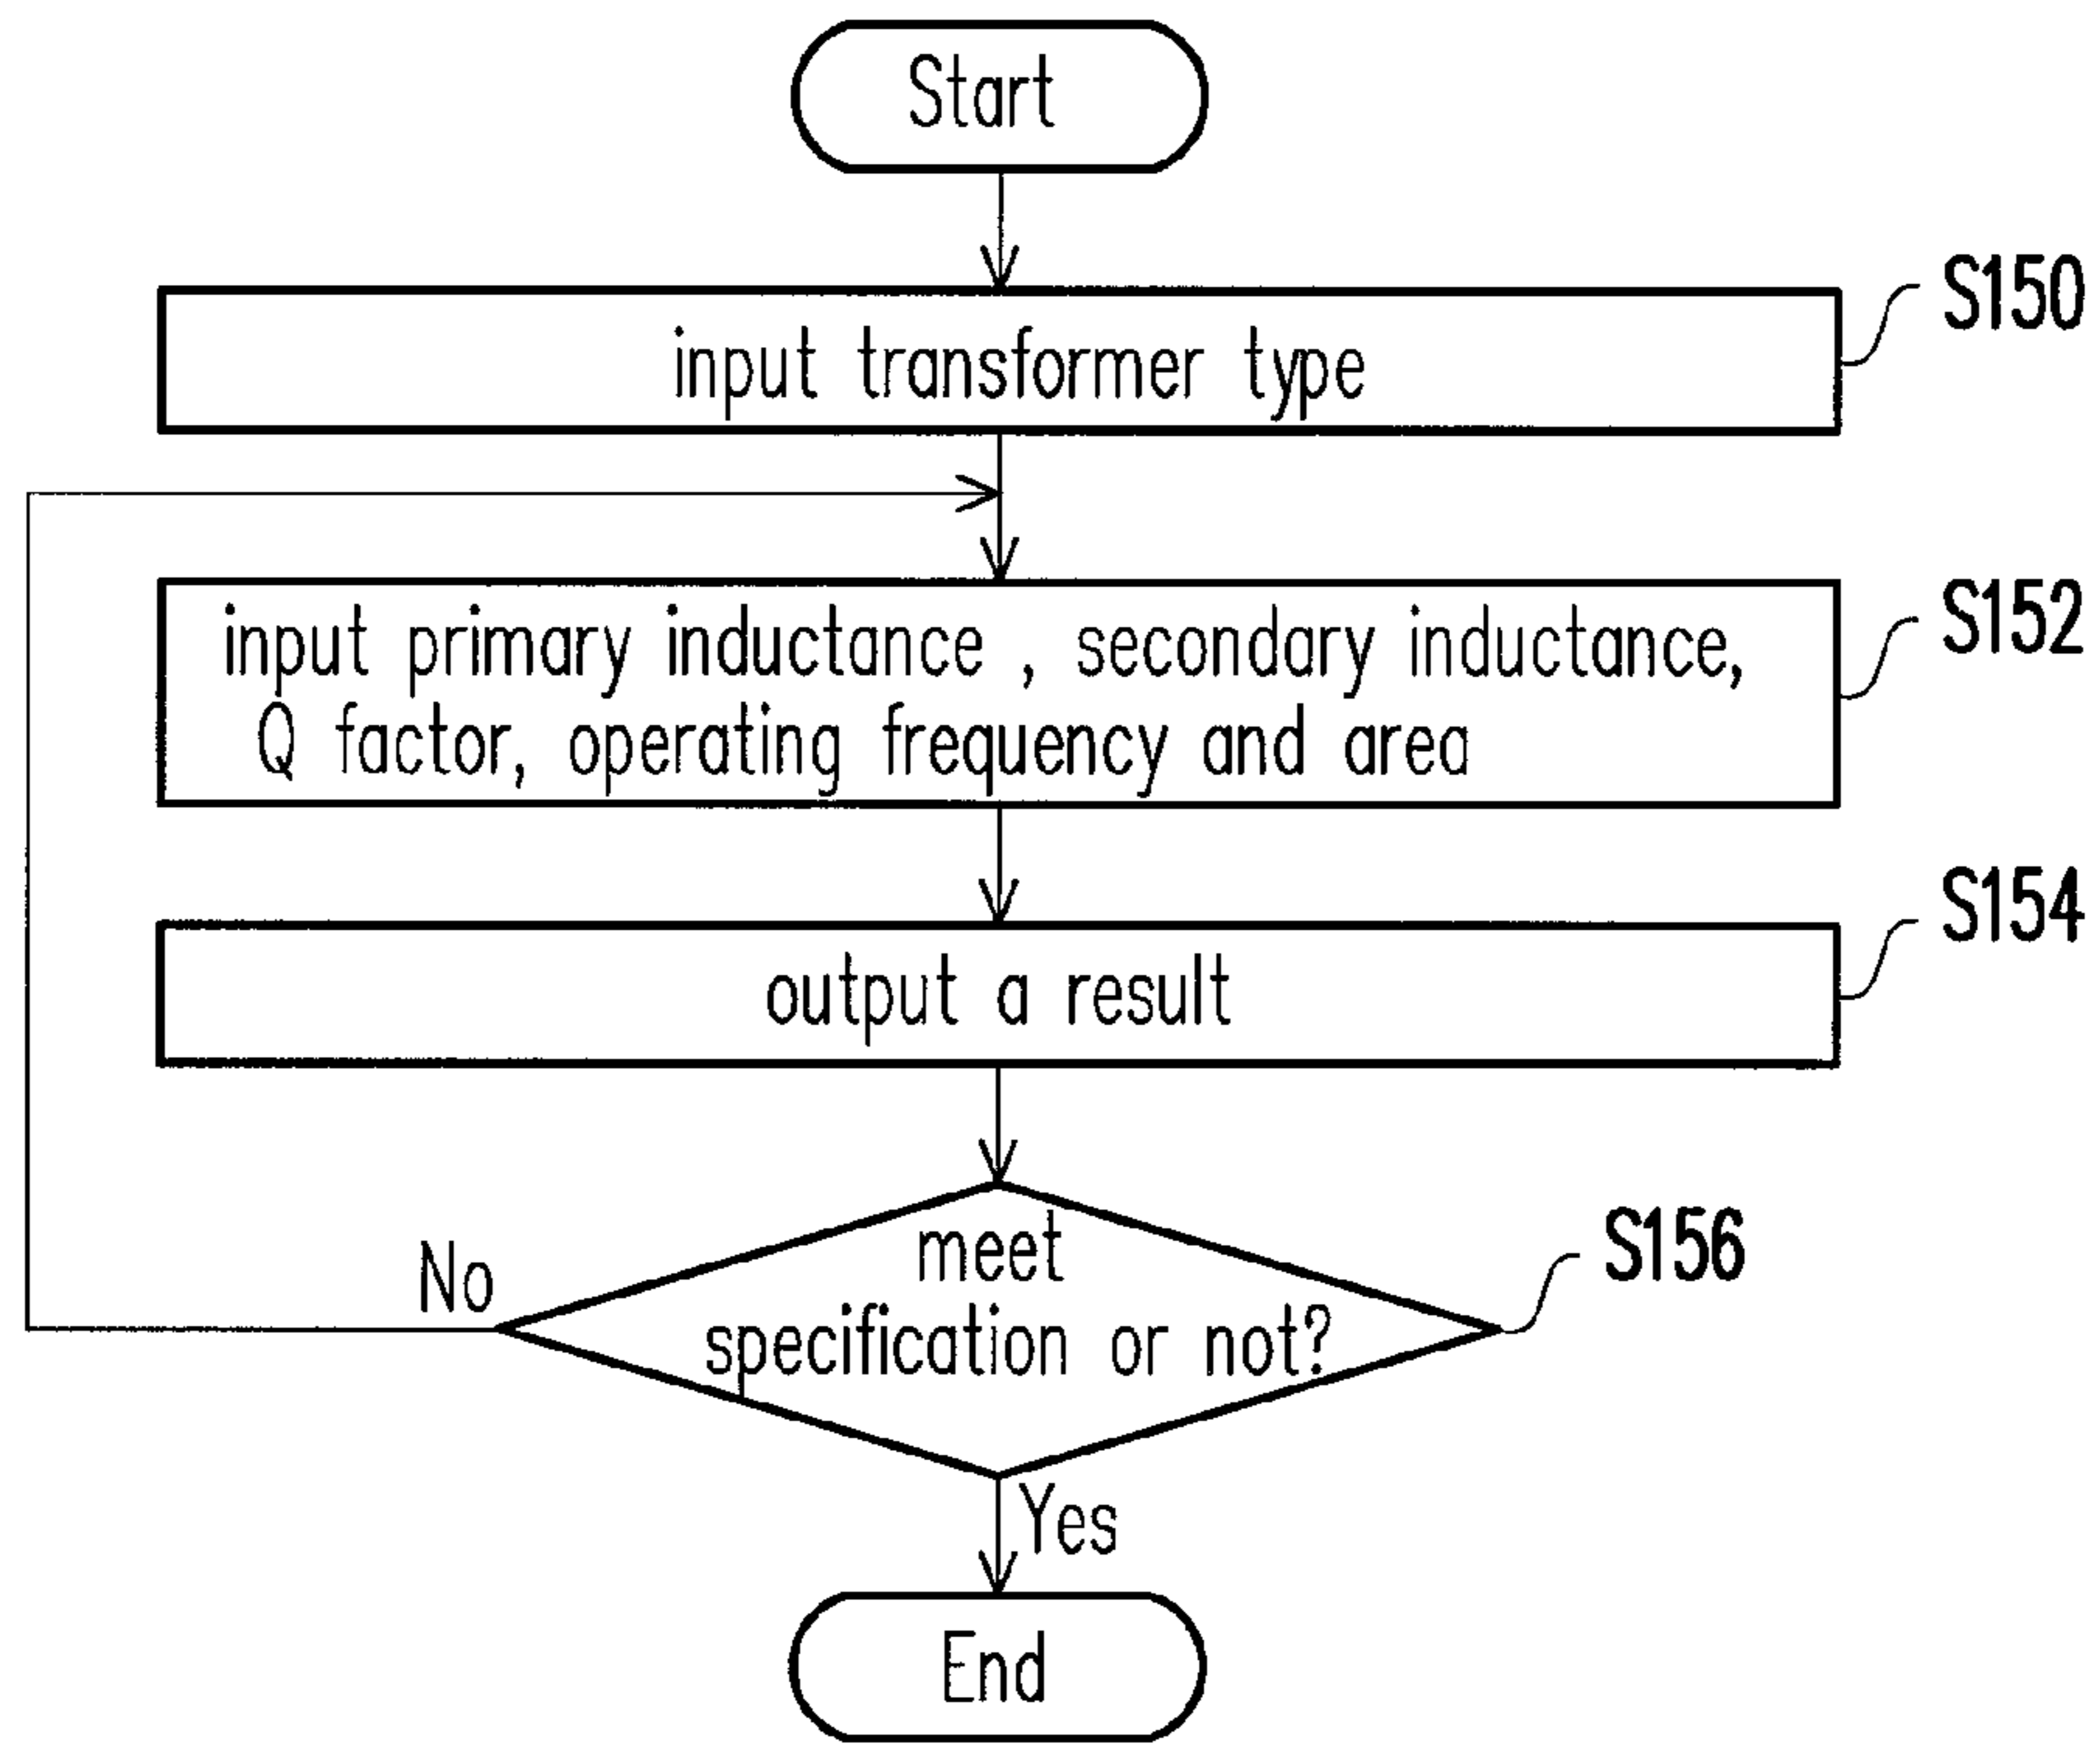 Start
S150
input transformer type
S152
input primary inductance , secondary inductance,
Q factor, operating frequency and area
S154
output a result
meet
S156
No
specification or not?
Yes
End